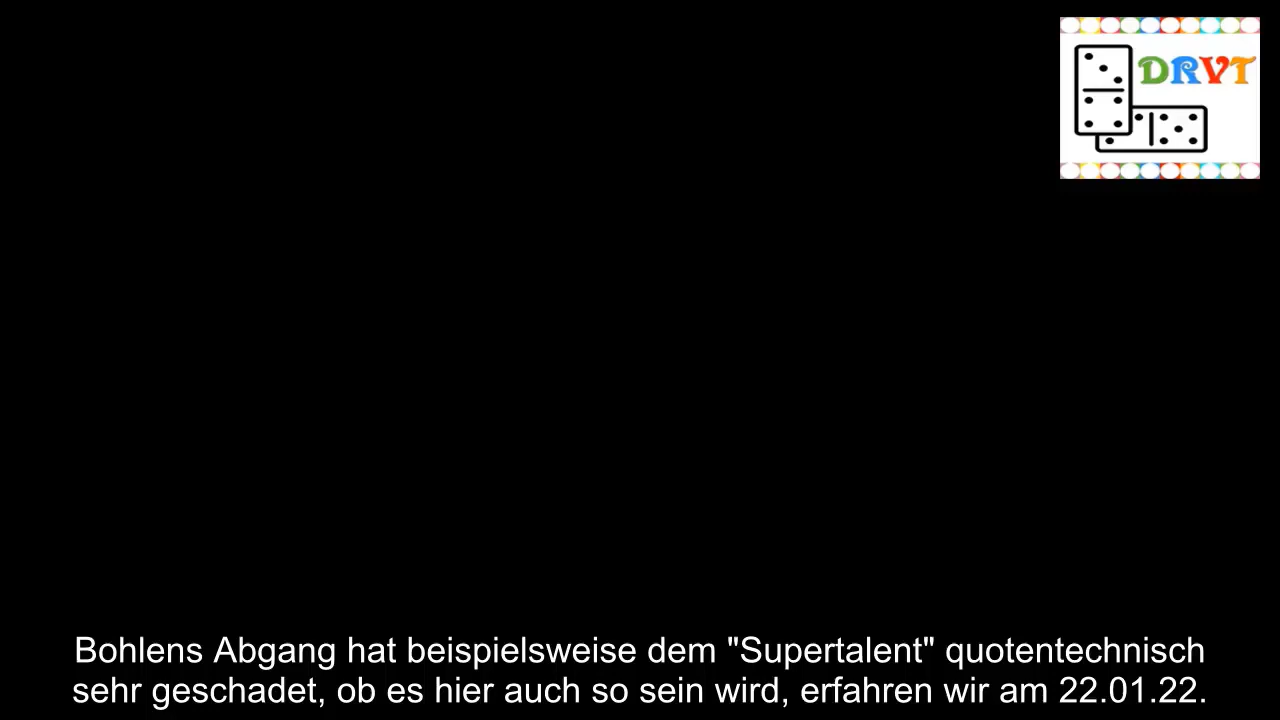 DRVT
Bohlens Abgang hat beispielsweise dem "Supertalent" quotentechnisch
sehr geschadet, ob es hier auch so sein wird, erfahren wir am 22.01.22.